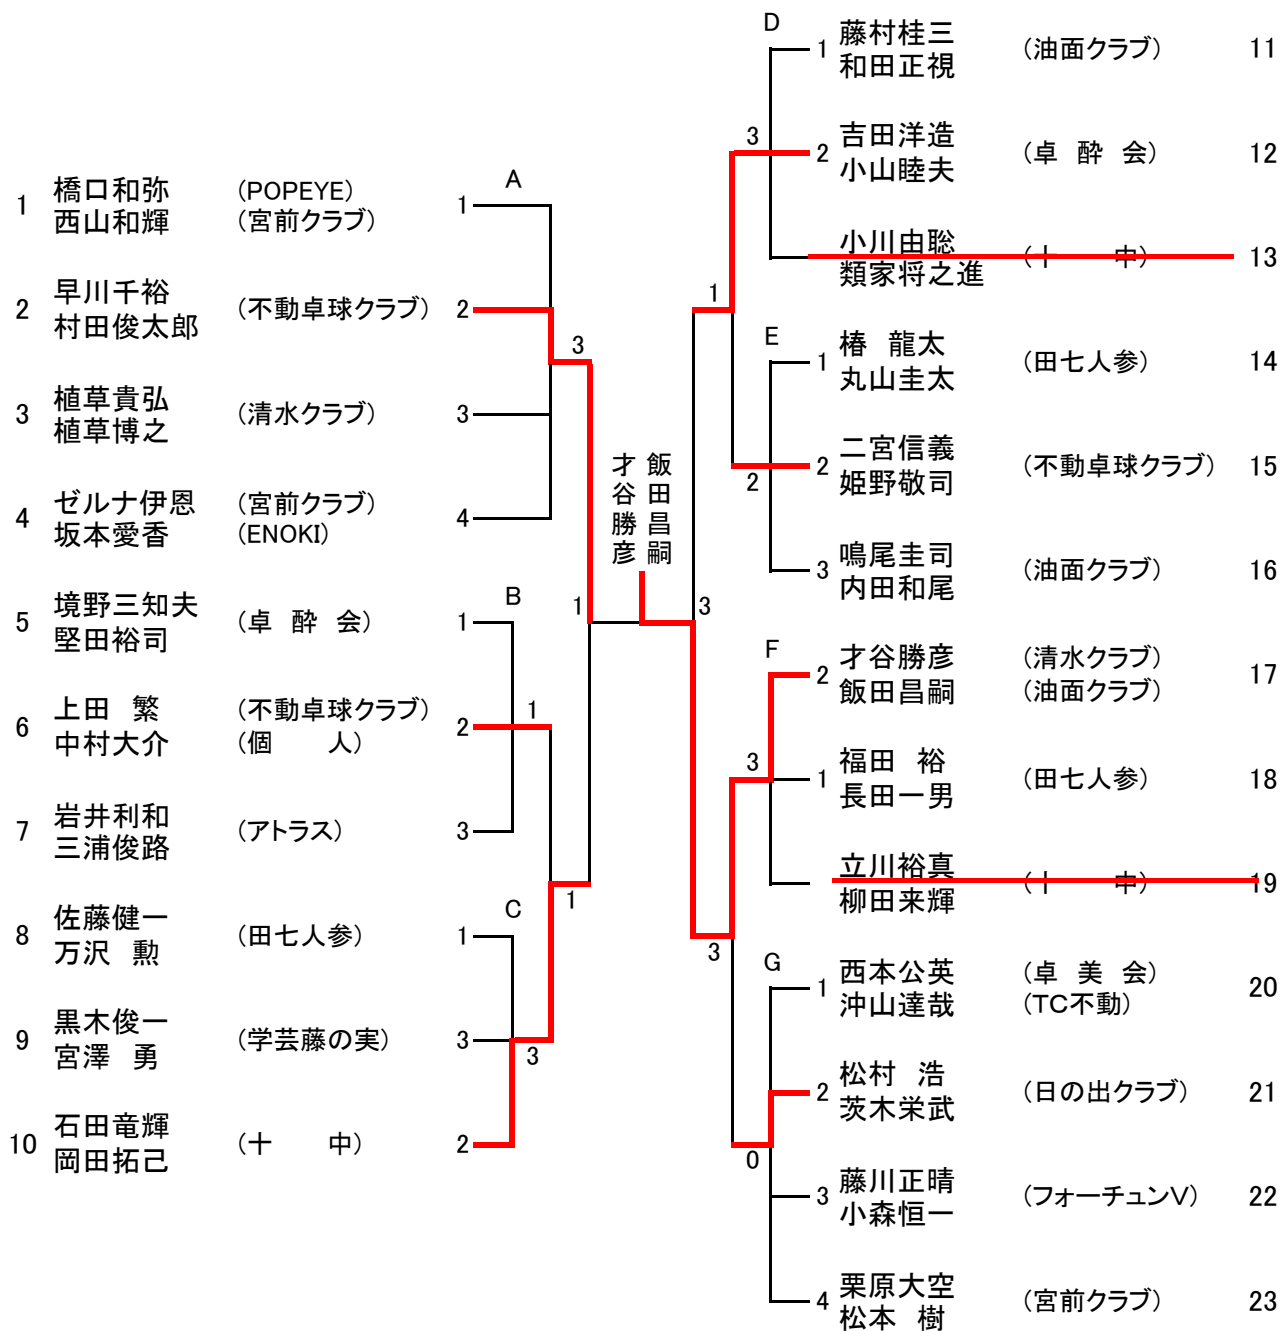 A
1 橋口和弥 (POPEYE) 1
西山和輝 (宮前クラブ)
2 早川千裕 (不動卓球クラブ) 2
村田俊太郎
3
3 植草貴弘 (清水クラブ) 3
植草博之
4 ゼルナ伊恩 (宮前クラブ) 4
坂本愛香 (ENOKI)
1
B
5 境野三知夫 (卓 酔 会) 1
堅田裕司
6 上田 繁 (不動卓球クラブ) 2 1
中村大介 (個 人)
7 岩井利和 (アトラス) 3
三浦俊路
1
C
8 佐藤健一 (田七人参) 1
万沢 勲
9 黒木俊一 (学芸藤の実) 3
宮澤 勇
3
10 石田竜輝 (十 中) 2
岡田拓己
才谷勝彦
飯田昌嗣
3
D
1 藤村桂三 (油面クラブ) 11
和田正視
3
2 吉田洋造 (卓 酔 会) 12
小山睦夫
小川由聡 (十 中) 13
類家将之進
1
E
1 椿 龍太 (田七人参) 14
丸山圭太
2 二宮信義 (不動卓球クラブ) 15
姫野敬司
2
3 鳴尾圭司 (油面クラブ) 16
内田和尾
F
2 才谷勝彦 (清水クラブ) 17
飯田昌嗣 (油面クラブ)
3
1 福田 裕 (田七人参) 18
長田一男
立川裕真 (十 中) 19
柳田来輝
3
G
1 西本公英 (卓 美 会) 20
沖山達哉 (TC不動)
2 松村 浩 (日の出クラブ) 21
茨木栄武
0
3 藤川正晴 (フォーチュンV) 22
小森恒一
4 栗原大空 (宮前クラブ) 23
松本 樹